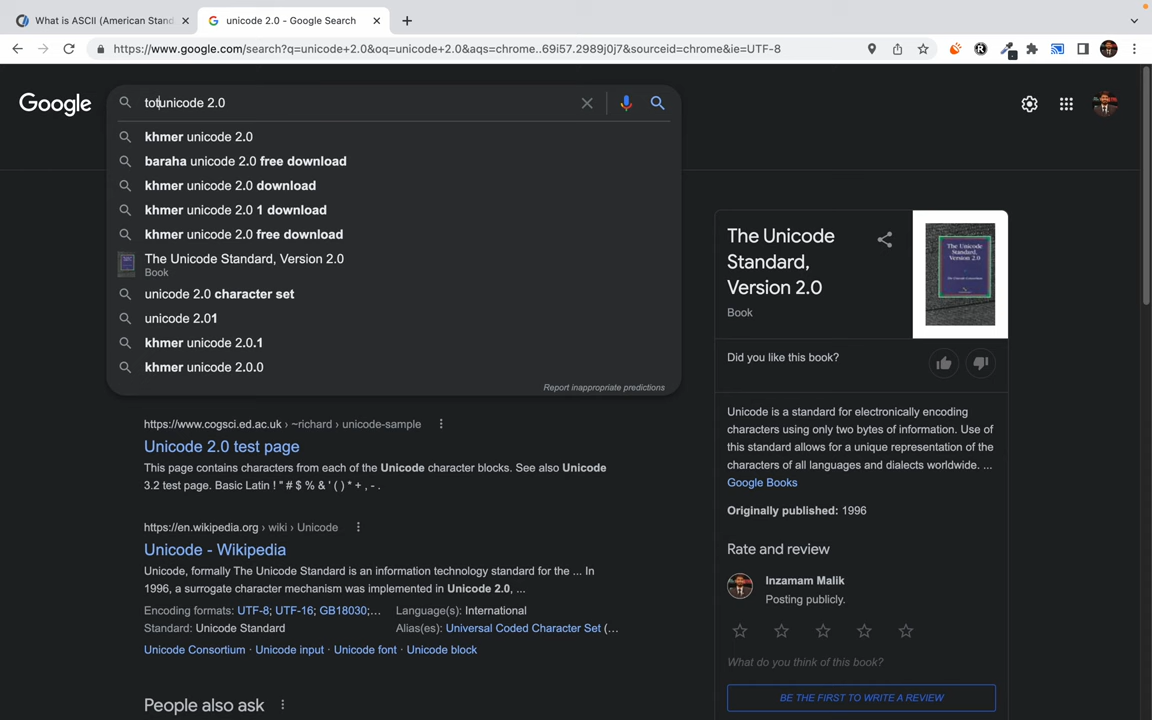 What is ASCII (American Stand
unicode 2.0 - Google Search
https://www.google.com/search?q=unicode+2.0&oq=unicode+2.0&aqs=chrome..69i57.2989j0j7&sourceid=chrome&ie=UTF-8
Google
totunicode 2.0
khmer unicode 2.0
baraha unicode 2.0 free download
khmer unicode 2.0 download
khmer unicode 2.0 1 download
khmer unicode 2.0 free download
The Unicode Standard, Version 2.0
Book
unicode 2.0 character set
unicode 2.01
khmer unicode 2.0.1
khmer unicode 2.0.0
Report inappropriate predictions
https://www.cogsci.ed.ac.uk › ~richard › unicode-sample
Unicode 2.0 test page
This page contains characters from each of the Unicode character blocks. See also Unicode
3.2 test page. Basic Latin ! " # $ % & ' ( ) * + , - .
https://en.wikipedia.org › wiki › Unicode
Unicode - Wikipedia
Unicode, formally The Unicode Standard is an information technology standard for the ... In
1996, a surrogate character mechanism was implemented in Unicode 2.0, ...
Encoding formats: UTF-8; UTF-16; GB18030;... Language(s): International
Standard: Unicode Standard Alias(es): Universal Coded Character Set (...
Unicode Consortium · Unicode input · Unicode font · Unicode block
People also ask
The Unicode
Standard,
Version 2.0
Book
The Unicode
Standard,
Version 2.0
Did you like this book?
Unicode is a standard for electronically encoding
characters using only two bytes of information. Use of
this standard allows for a unique representation of the
characters of all languages and dialects worldwide. ...
Google Books
Originally published: 1996
Rate and review
Inzamam Malik
Posting publicly.
What do you think of this book?
BE THE FIRST TO WRITE A REVIEW